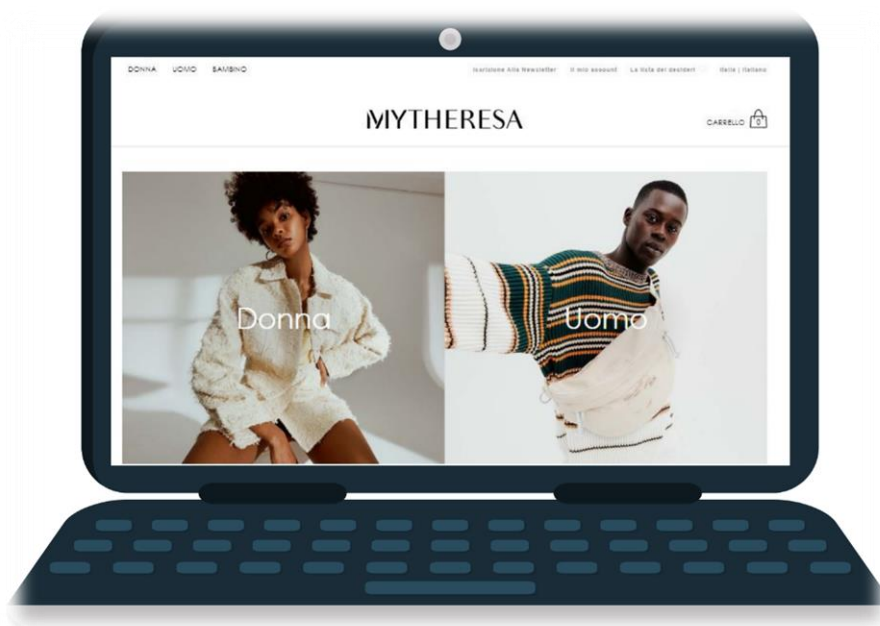 DONNA UOMO BAMBINO
Iscrizione Alla Newsletter Il mio account La lista dei desideri Italia | Italiano
MYTHERESA
CARRELLO 0
Donna
Uomo